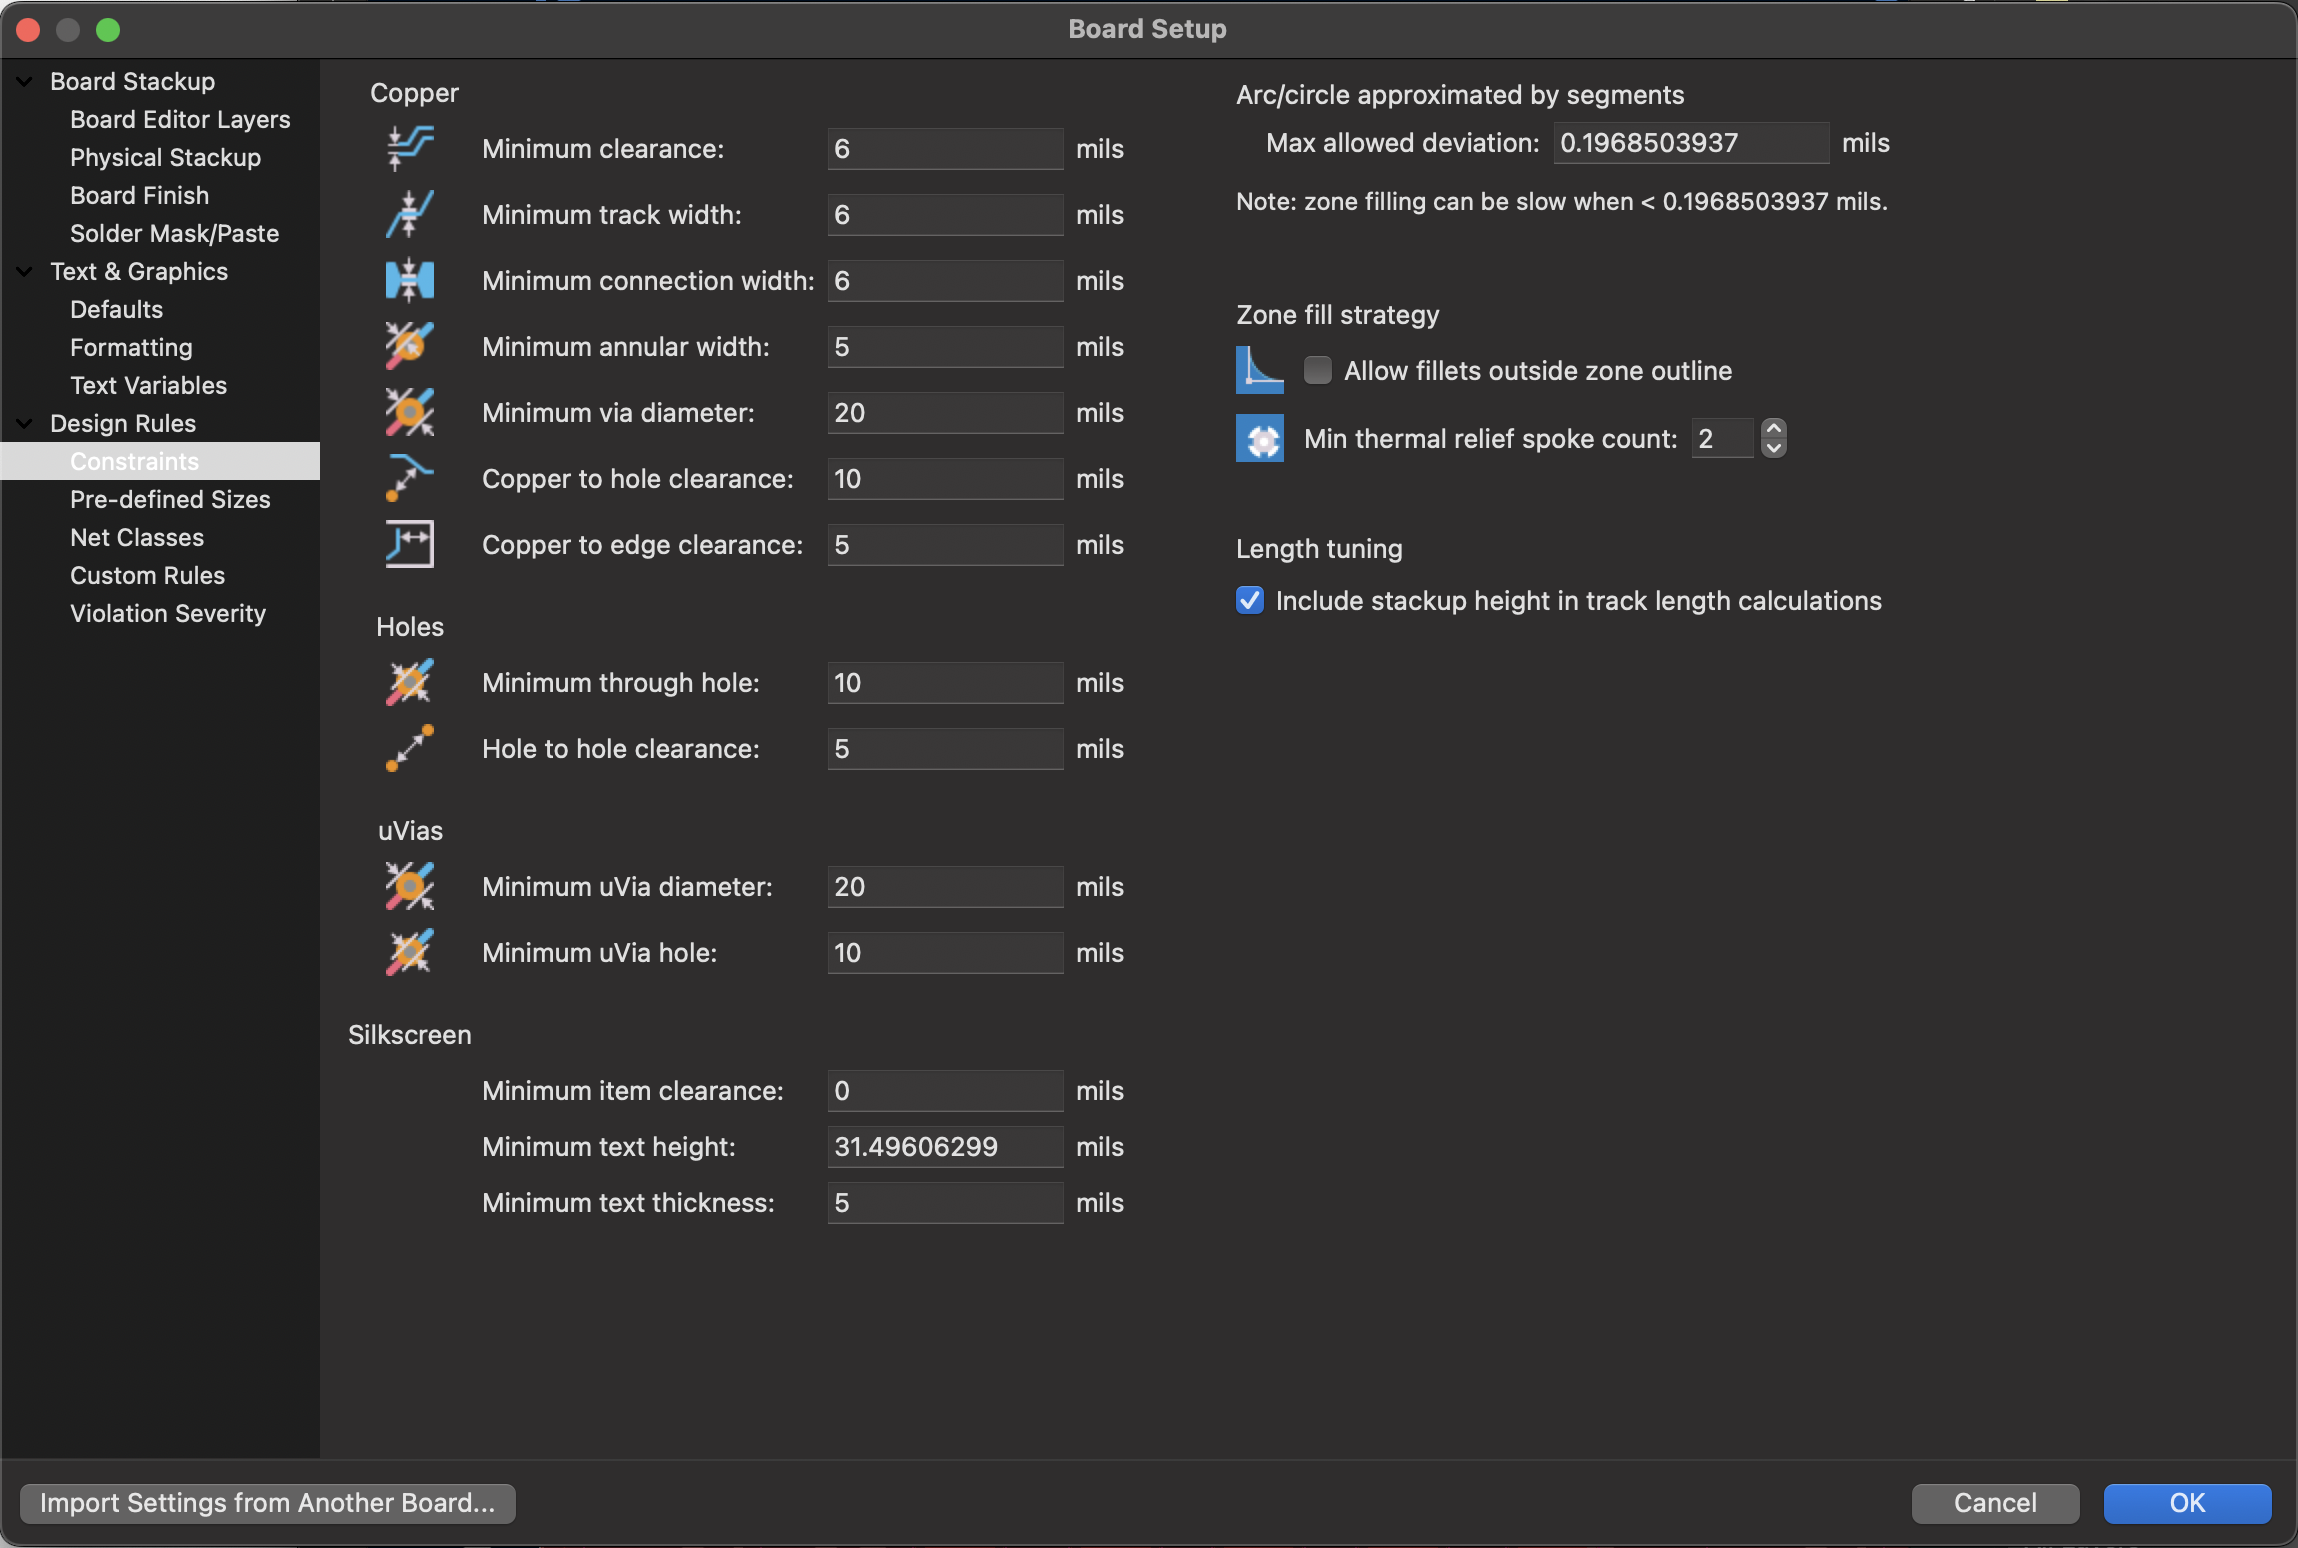 Board Setup
Board Stackup
Board Editor Layers
Physical Stackup
Board Finish
Solder Mask/Paste
Text & Graphics
Defaults
Formatting
Text Variables
Design Rules
Constraints
Pre-defined Sizes
Net Classes
Custom Rules
Violation Severity
Copper
Minimum clearance: 6 mils
Minimum track width: 6 mils
Minimum connection width: 6 mils
Minimum annular width: 5 mils
Minimum via diameter: 20 mils
Copper to hole clearance: 10 mils
Copper to edge clearance: 5 mils
Holes
Minimum through hole: 10 mils
Hole to hole clearance: 5 mils
uVias
Minimum uVia diameter: 20 mils
Minimum uVia hole: 10 mils
Silkscreen
Minimum item clearance: 0 mils
Minimum text height: 31.49606299 mils
Minimum text thickness: 5 mils
Arc/circle approximated by segments
Max allowed deviation: 0.1968503937 mils
Note: zone filling can be slow when < 0.1968503937 mils.
Zone fill strategy
Allow fillets outside zone outline
Min thermal relief spoke count: 2
Length tuning
Include stackup height in track length calculations
Import Settings from Another Board...
Cancel
OK